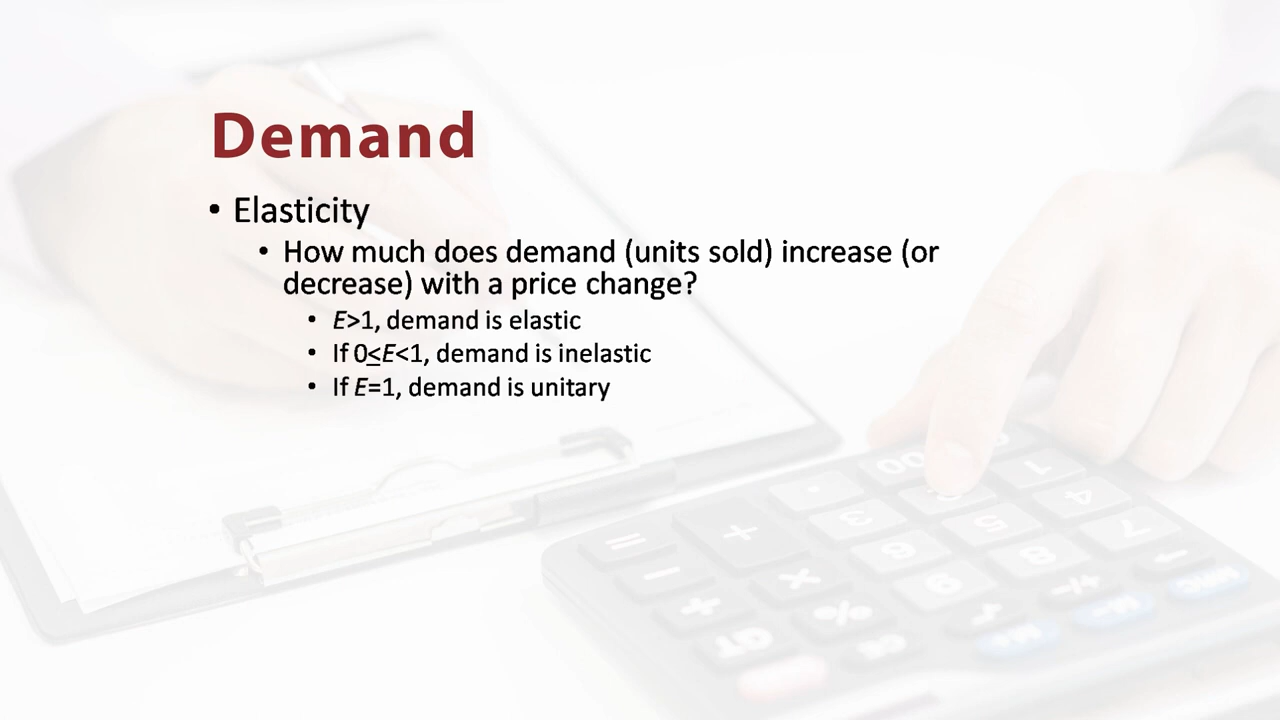 Demand
• Elasticity
• How much does demand (units sold) increase (or
decrease) with a price change?
• E>1, demand is elastic
• If 0≤E<1, demand is inelastic
• If E=1, demand is unitary